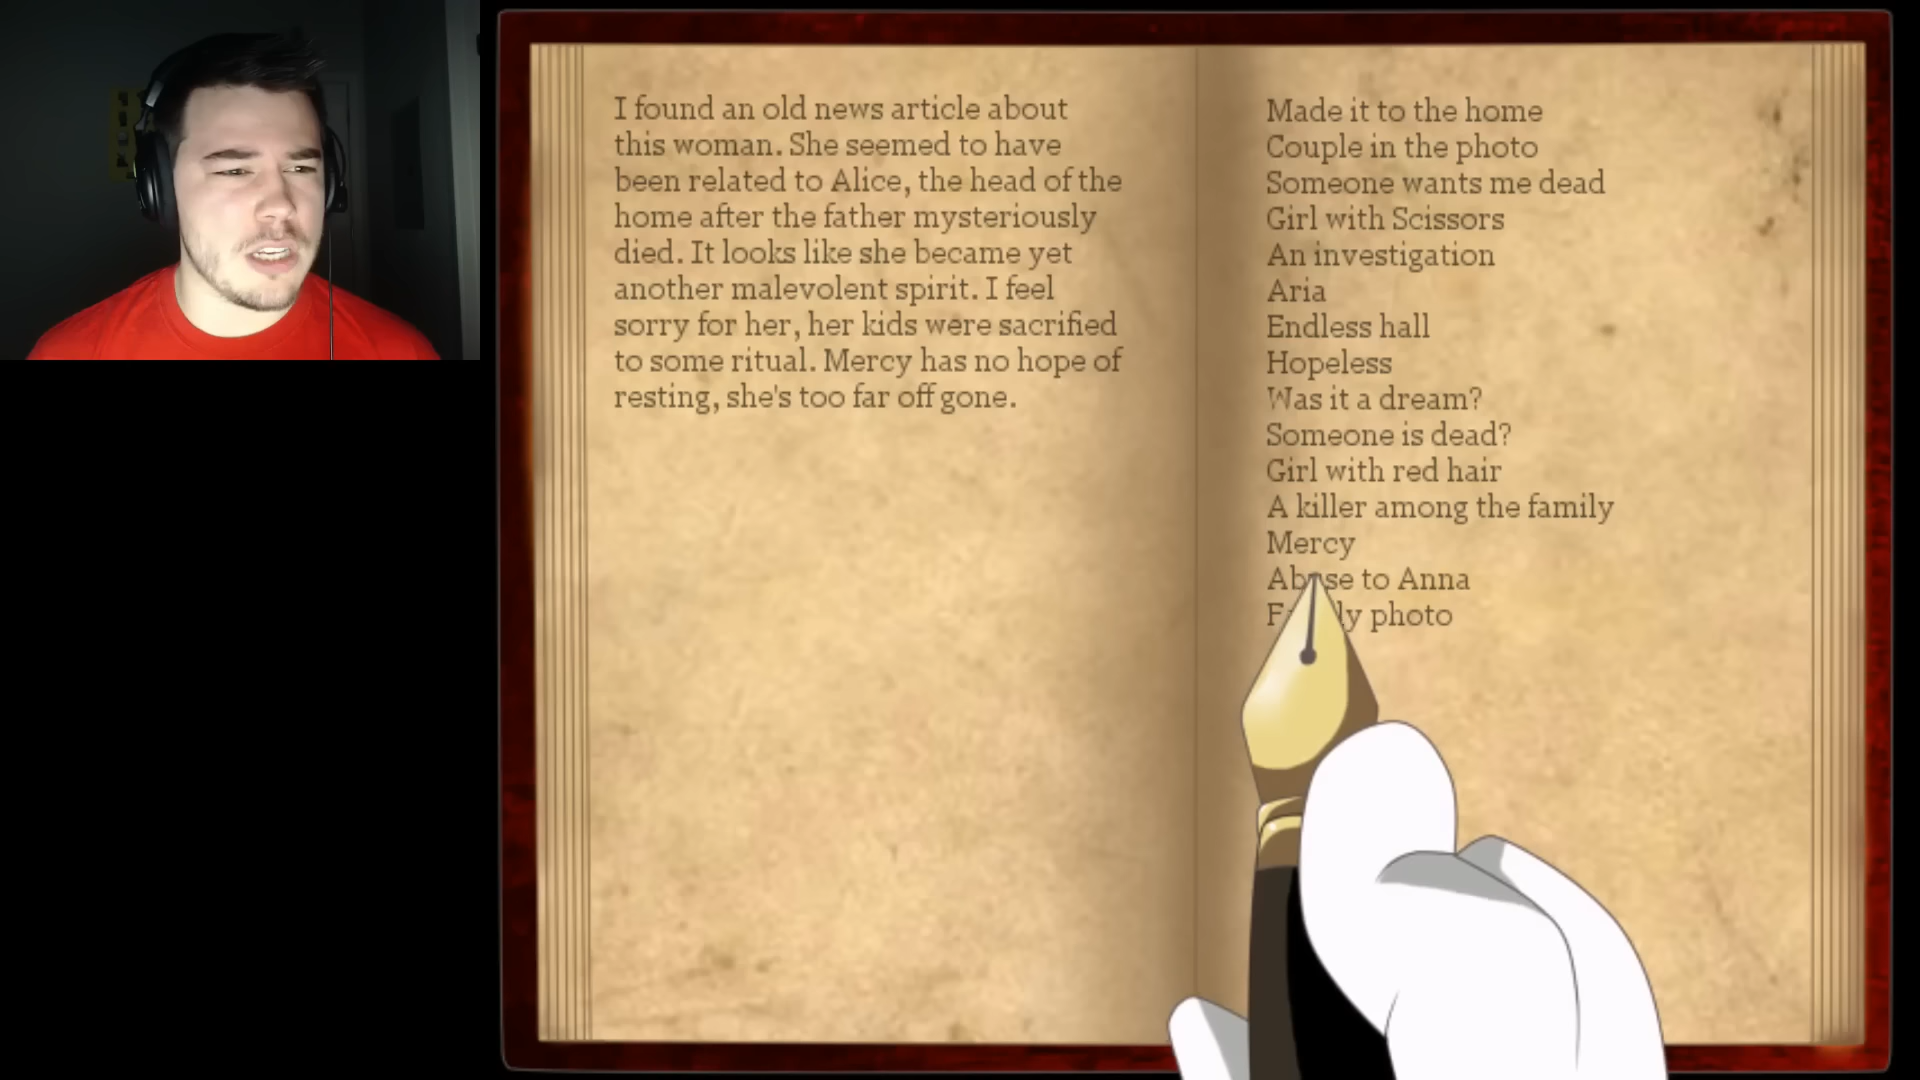 I found an old news article about
this woman. She seemed to have
been related to Alice, the head of the
home after the father mysteriously
died. It looks like she became yet
another malevolent spirit. I feel
sorry for her, her kids were sacrified
to some ritual. Mercy has no hope of
resting, she's too far off gone.
Made it to the home
Couple in the photo
Someone wants me dead
Girl with Scissors
An investigation
Aria
Endless hall
Hopeless
Was it a dream?
Someone is dead?
Girl with red hair
A killer among the family
Mercy
Abuse to Anna
Family photo